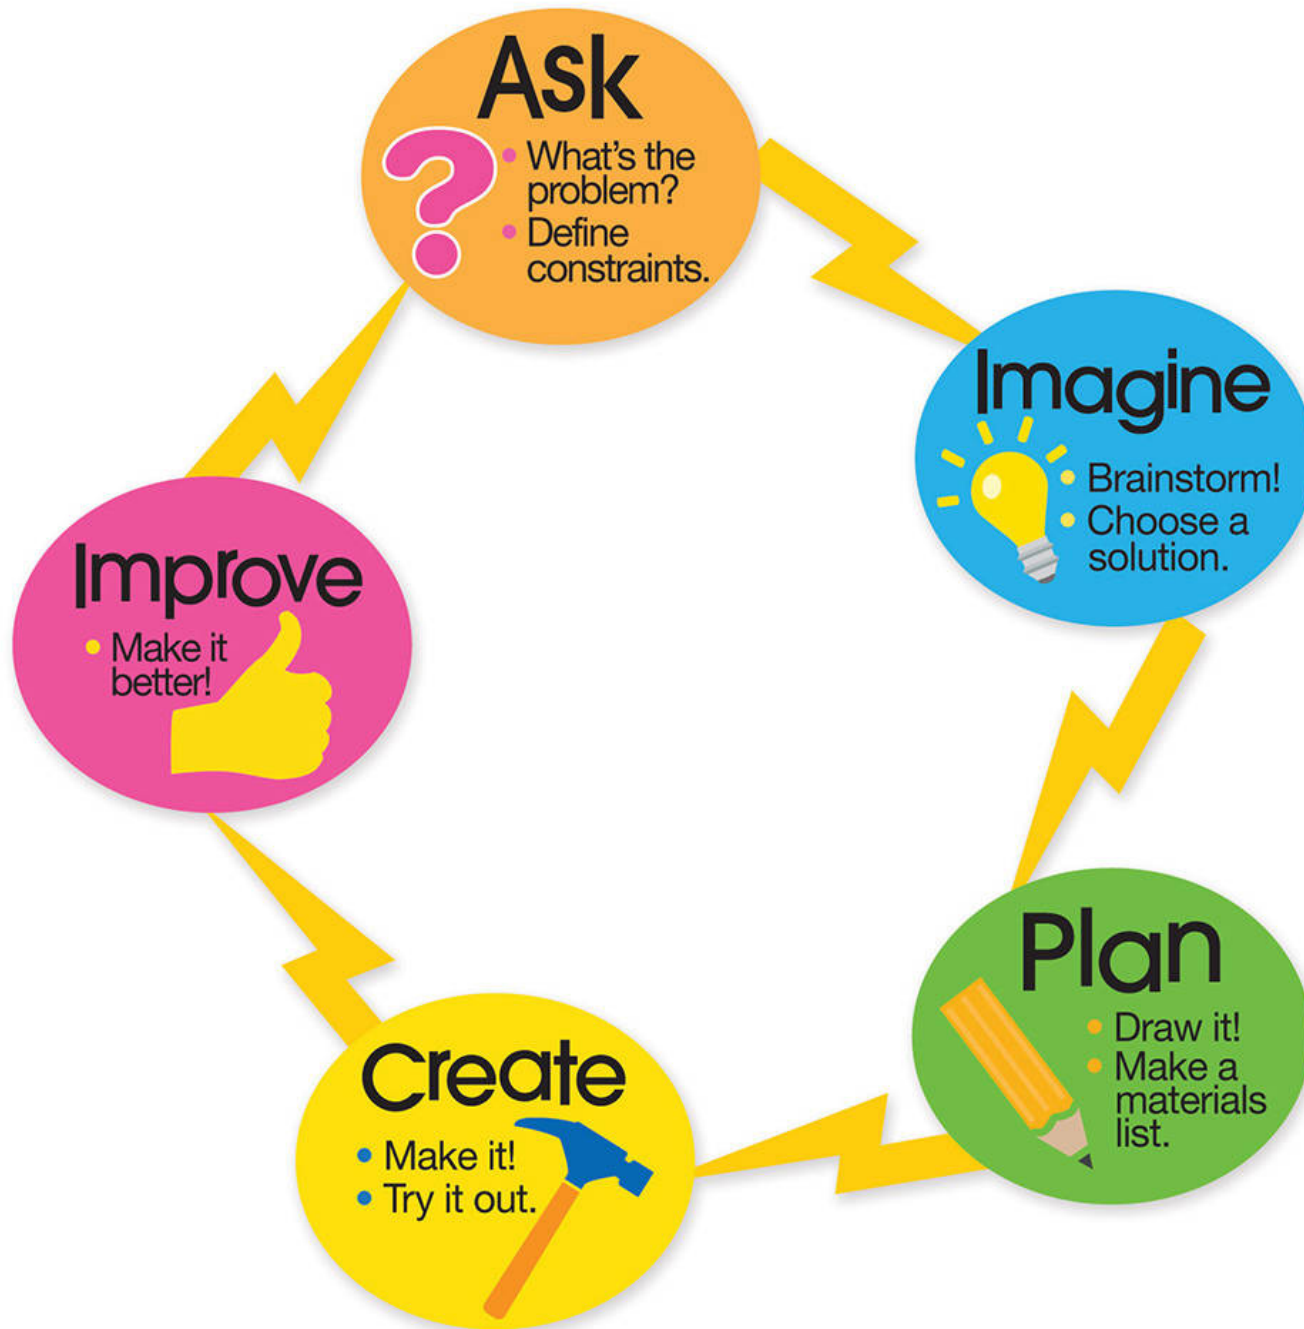 Ask
• What's the
problem?
• Define
constraints.
Imagine
• Brainstorm!
• Choose a
solution.
Plan
• Draw it!
• Make a
materials
list.
Create
• Make it!
• Try it out.
Improve
• Make it
better!